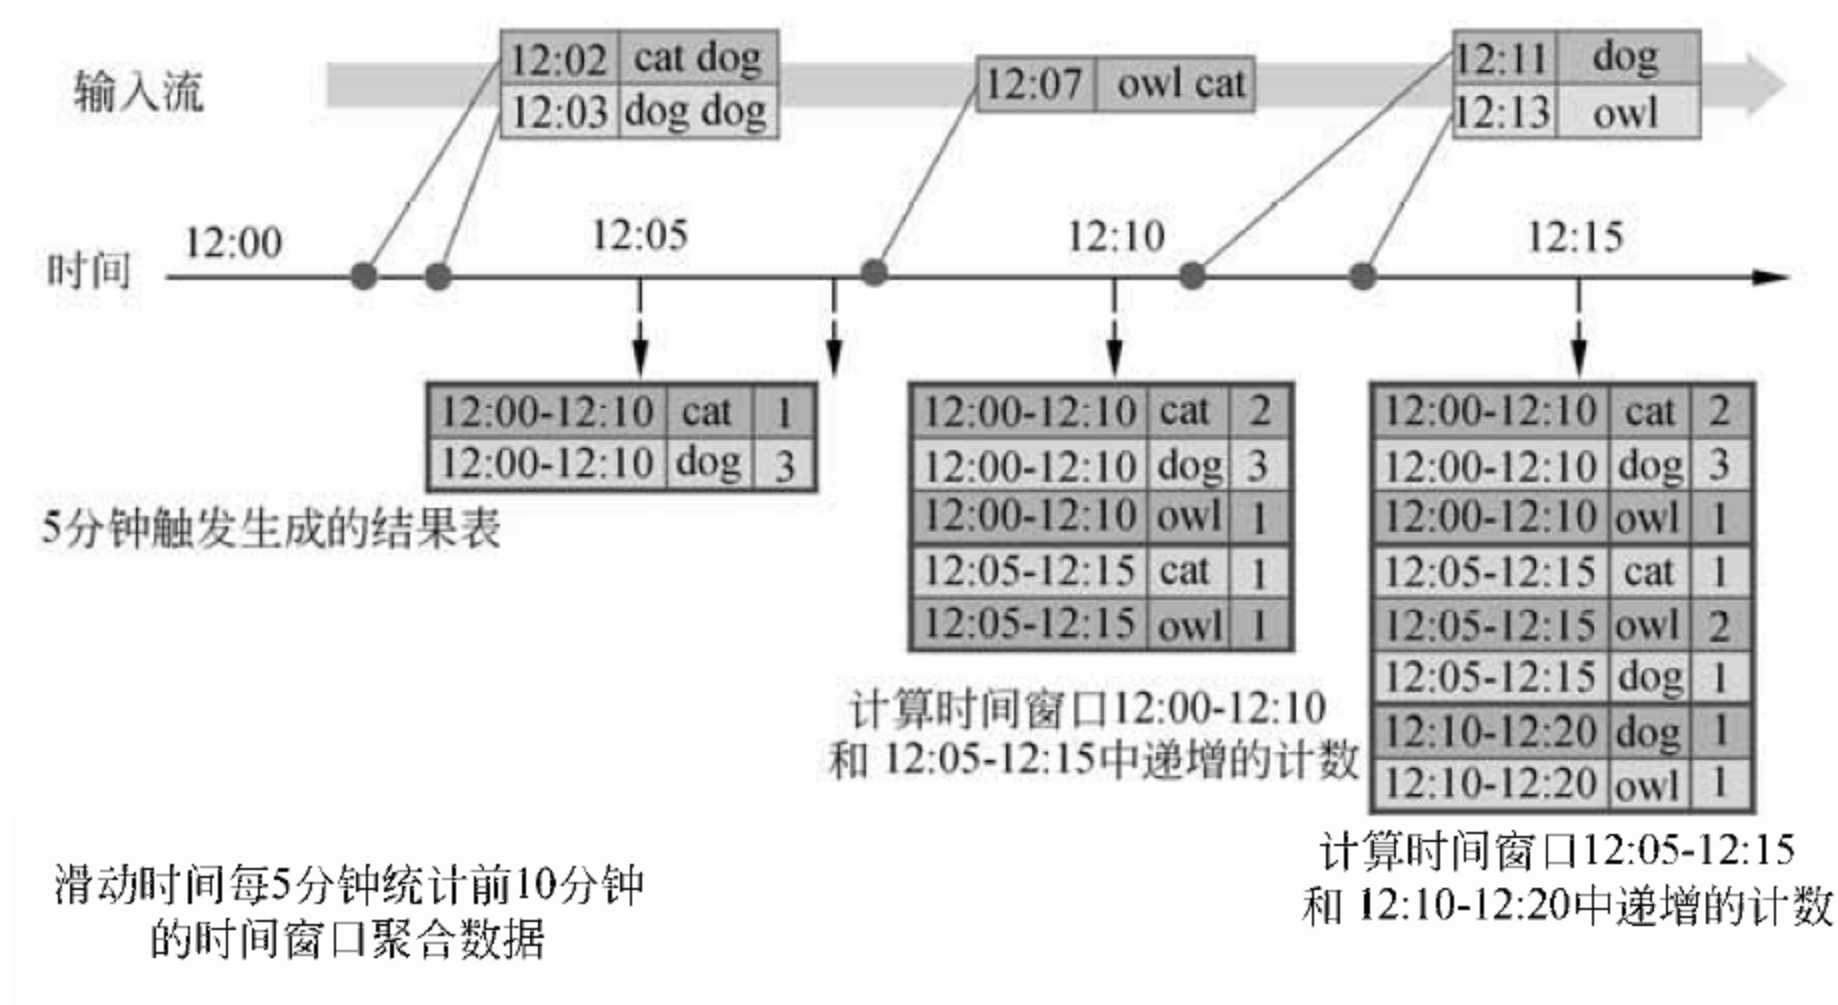 输入流
12:02 cat dog
12:03 dog dog
12:07 owl cat
12:11 dog
12:13 owl
时间
12:00
12:05
12:10
12:15
12:00-12:10 cat 1
12:00-12:10 dog 3
5分钟触发生成的结果表
12:00-12:10 cat 2
12:00-12:10 dog 3
12:00-12:10 owl 1
12:05-12:15 cat 1
12:05-12:15 owl 1
计算时间窗口12:00-12:10
和 12:05-12:15中递增的计数
12:00-12:10 cat 2
12:00-12:10 dog 3
12:00-12:10 owl 1
12:05-12:15 cat 1
12:05-12:15 owl 2
12:05-12:15 dog 1
12:10-12:20 dog 1
12:10-12:20 owl 1
计算时间窗口12:05-12:15
和 12:10-12:20中递增的计数
滑动时间每5分钟统计前10分钟
的时间窗口聚合数据